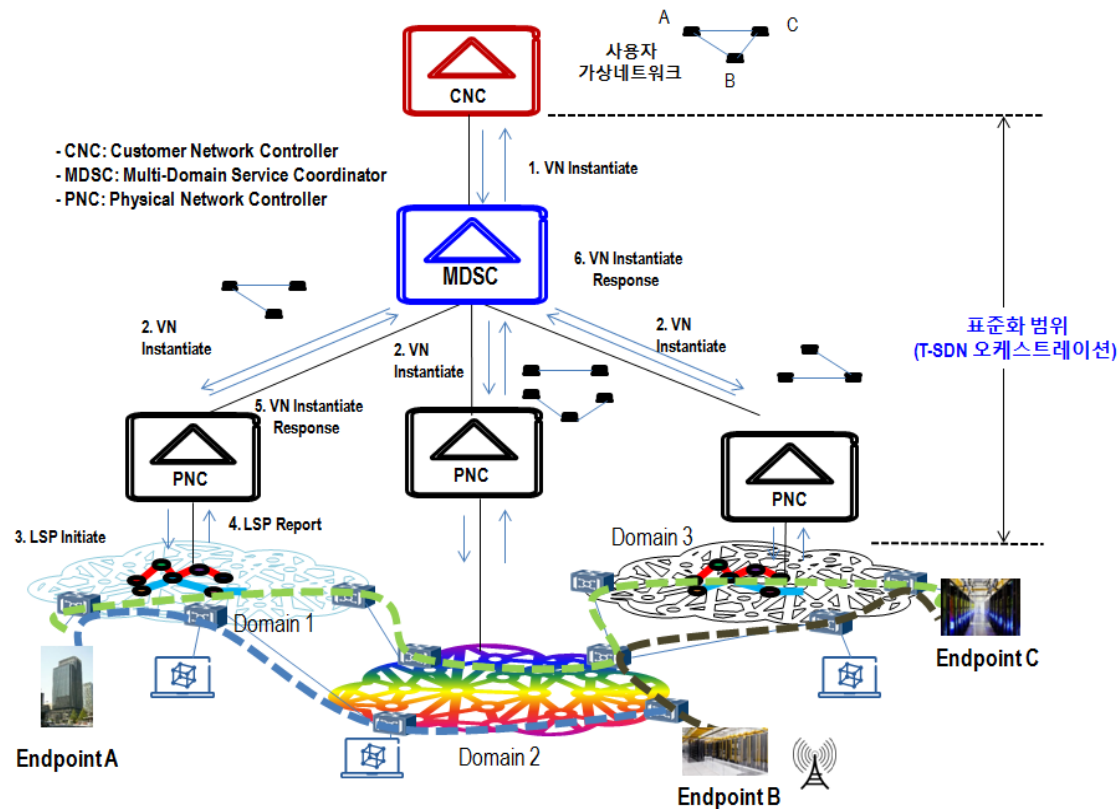 A
C
B
사용자
가상네트워크
CNC
- CNC: Customer Network Controller
- MDSC: Multi-Domain Service Coordinator
- PNC: Physical Network Controller
1. VN Instantiate
MDSC
6. VN Instantiate
Response
2. VN
Instantiate
2. VN
Instantiate
2. VN
Instantiate
표준화 범위
(T-SDN 오케스트레이션)
5. VN Instantiate
Response
PNC
PNC
PNC
3. LSP Initiate
4. LSP Report
Domain 3
Domain 1
Endpoint C
Endpoint A
Domain 2
Endpoint B